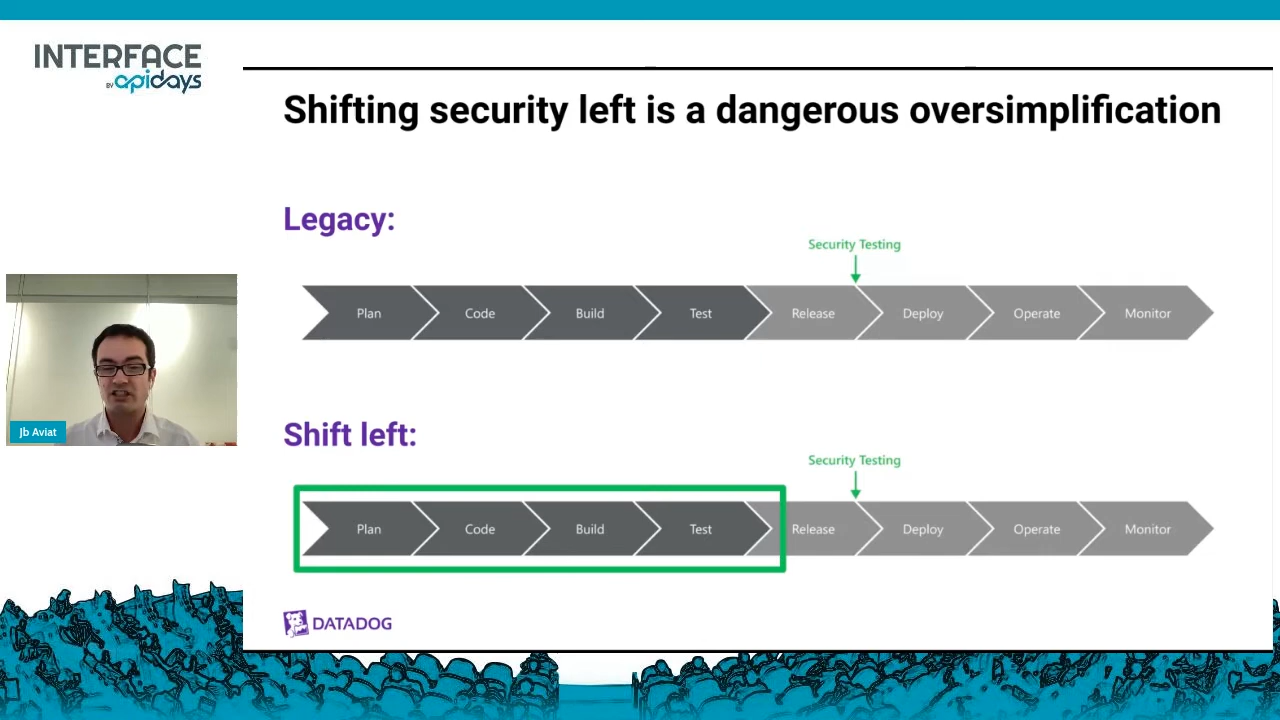 INTERFACE
BY apidays
Shifting security left is a dangerous oversimplification
Legacy:
Security Testing
Plan
Code
Build
Test
Release
Deploy
Operate
Monitor
Jb Aviat
Shift left:
Security Testing
Plan
Code
Build
Test
Release
Deploy
Operate
Monitor
DATADOG